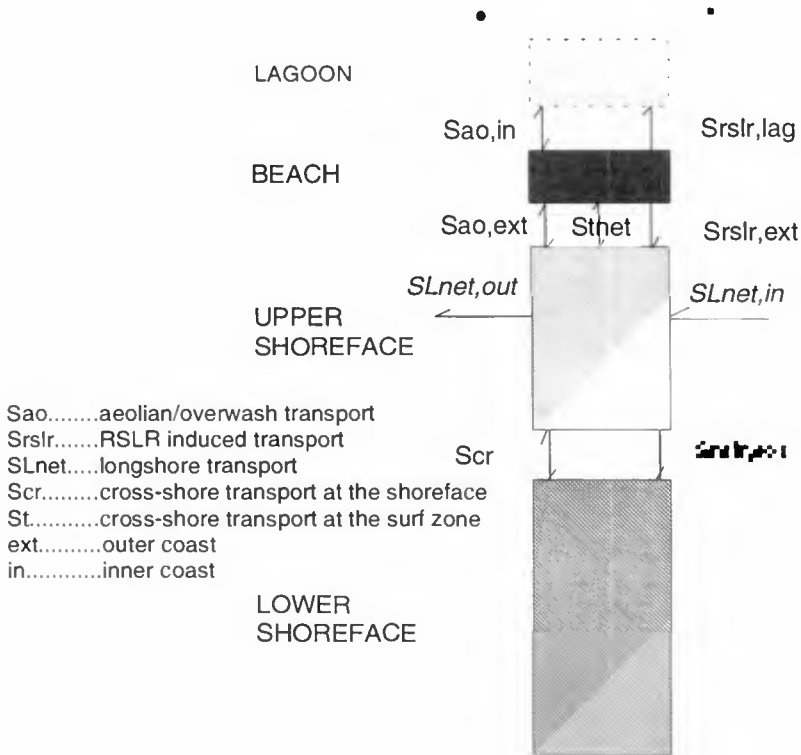 LAGOON
Sao,in
Srslr,lag
BEACH
Sao,ext
Stnet
Srslr,ext
SLnet,out
SLnet,in
UPPER
SHOREFACE
Sao........aeolian/overwash transport
Srslr.......RSLR induced transport
SLnet.....longshore transport
Scr.........cross-shore transport at the shoreface
St..........cross-shore transport at the surf zone
ext..........outer coast
in............inner coast
Scr
LOWER
SHOREFACE